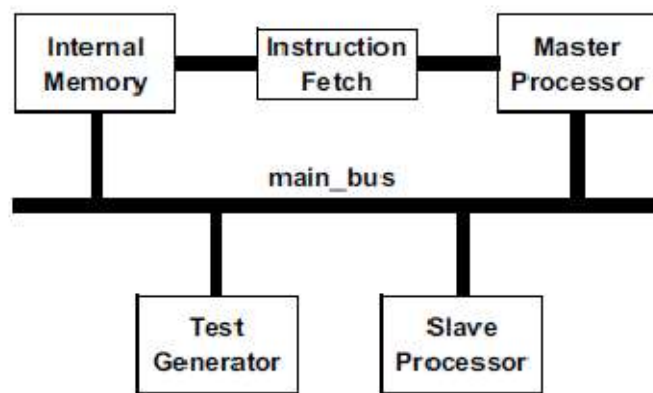 Internal
Memory
Instruction
Fetch
Master
Processor
main_bus
Test
Generator
Slave
Processor